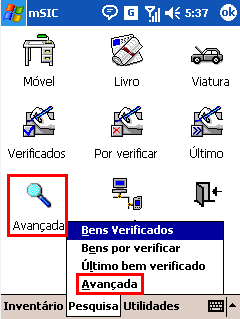 mSIC G 5:37 ok
Móvel Livro Viatura
Verificados Por verificar Último
Avançada
Bens Verificados
Bens por verificar
Último bem verificado
Avançada
Inventário Pesquisa Utilidades